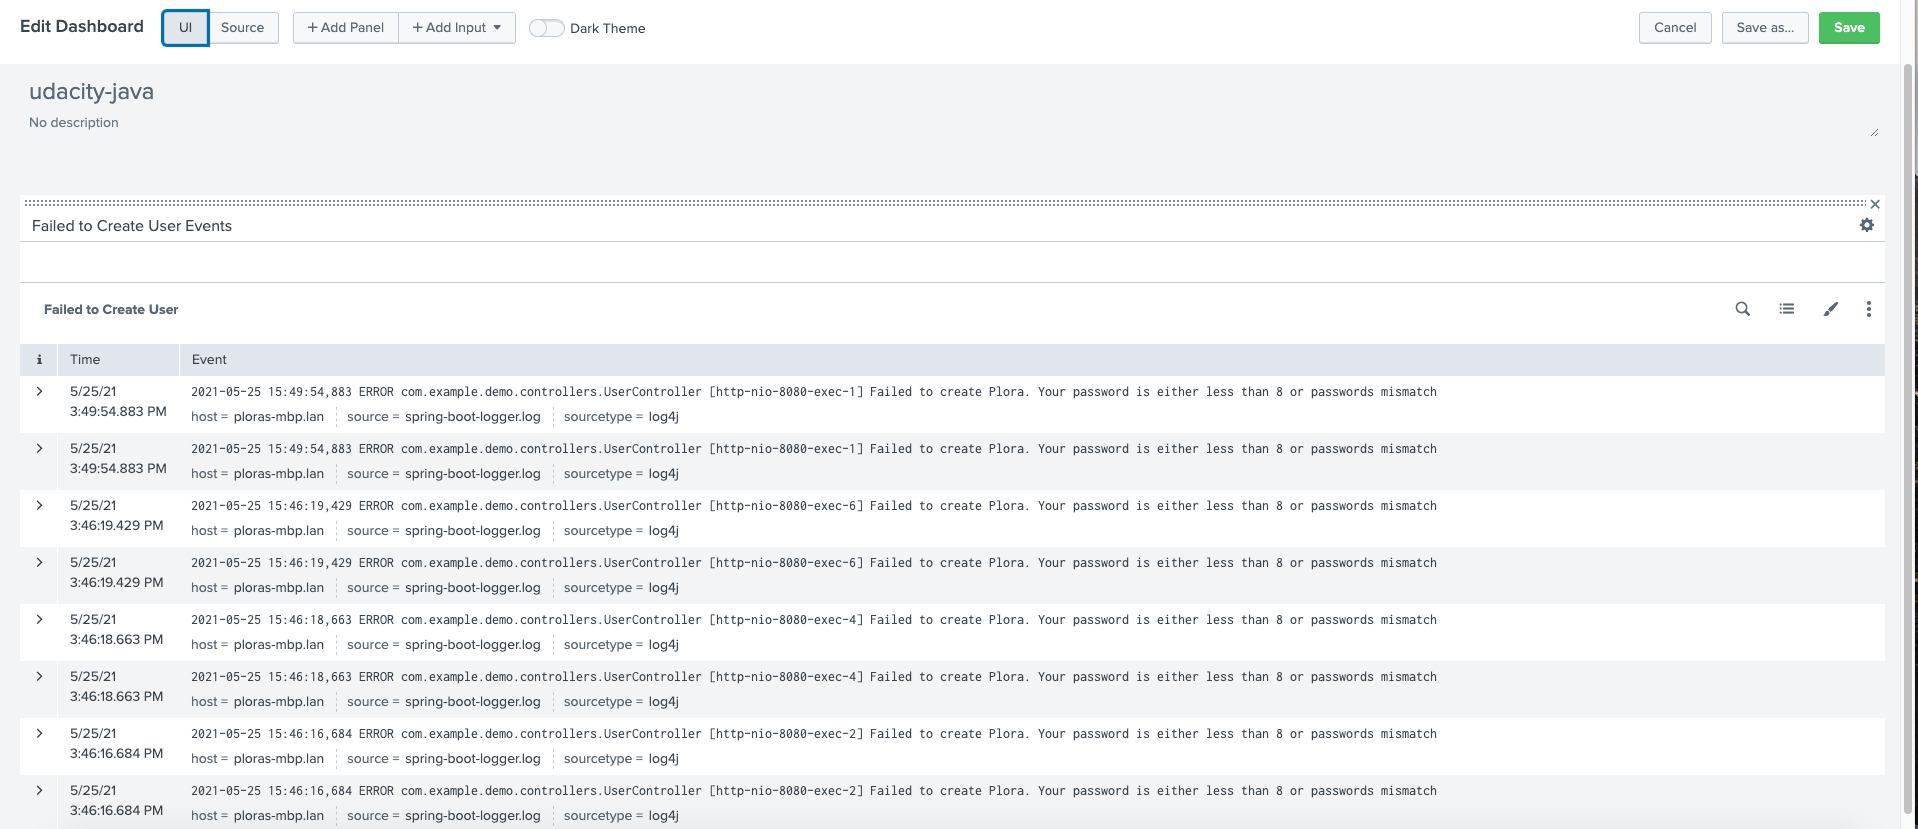 Edit Dashboard UI Source + Add Panel + Add Input Dark Theme Cancel Save as... Save
udacity-java
No description
Failed to Create User Events
Failed to Create User
i Time Event
5/25/21 2021-05-25 15:49:54,883 ERROR com.example.demo.controllers.UserController [http-nio-8080-exec-1] Failed to create Plora. Your password is either less than 8 or passwords mismatch
3:49:54.883 PM host = ploras-mbp.lan source = spring-boot-logger.log sourcetype = log4j
5/25/21 2021-05-25 15:49:54,883 ERROR com.example.demo.controllers.UserController [http-nio-8080-exec-1] Failed to create Plora. Your password is either less than 8 or passwords mismatch
3:49:54.883 PM host = ploras-mbp.lan source = spring-boot-logger.log sourcetype = log4j
5/25/21 2021-05-25 15:46:19,429 ERROR com.example.demo.controllers.UserController [http-nio-8080-exec-6] Failed to create Plora. Your password is either less than 8 or passwords mismatch
3:46:19.429 PM host = ploras-mbp.lan source = spring-boot-logger.log sourcetype = log4j
5/25/21 2021-05-25 15:46:19,429 ERROR com.example.demo.controllers.UserController [http-nio-8080-exec-6] Failed to create Plora. Your password is either less than 8 or passwords mismatch
3:46:19.429 PM host = ploras-mbp.lan source = spring-boot-logger.log sourcetype = log4j
5/25/21 2021-05-25 15:46:18,663 ERROR com.example.demo.controllers.UserController [http-nio-8080-exec-4] Failed to create Plora. Your password is either less than 8 or passwords mismatch
3:46:18.663 PM host = ploras-mbp.lan source = spring-boot-logger.log sourcetype = log4j
5/25/21 2021-05-25 15:46:18,663 ERROR com.example.demo.controllers.UserController [http-nio-8080-exec-4] Failed to create Plora. Your password is either less than 8 or passwords mismatch
3:46:18.663 PM host = ploras-mbp.lan source = spring-boot-logger.log sourcetype = log4j
5/25/21 2021-05-25 15:46:16,684 ERROR com.example.demo.controllers.UserController [http-nio-8080-exec-2] Failed to create Plora. Your password is either less than 8 or passwords mismatch
3:46:16.684 PM host = ploras-mbp.lan source = spring-boot-logger.log sourcetype = log4j
5/25/21 2021-05-25 15:46:16,684 ERROR com.example.demo.controllers.UserController [http-nio-8080-exec-2] Failed to create Plora. Your password is either less than 8 or passwords mismatch
3:46:16.684 PM host = ploras-mbp.lan source = spring-boot-logger.log sourcetype = log4j